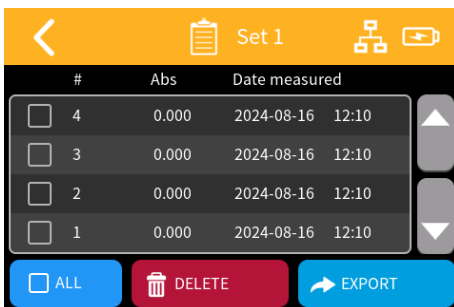 Set 1
# Abs Date measured
4 0.000 2024-08-16 12:10
3 0.000 2024-08-16 12:10
2 0.000 2024-08-16 12:10
1 0.000 2024-08-16 12:10
ALL DELETE EXPORT